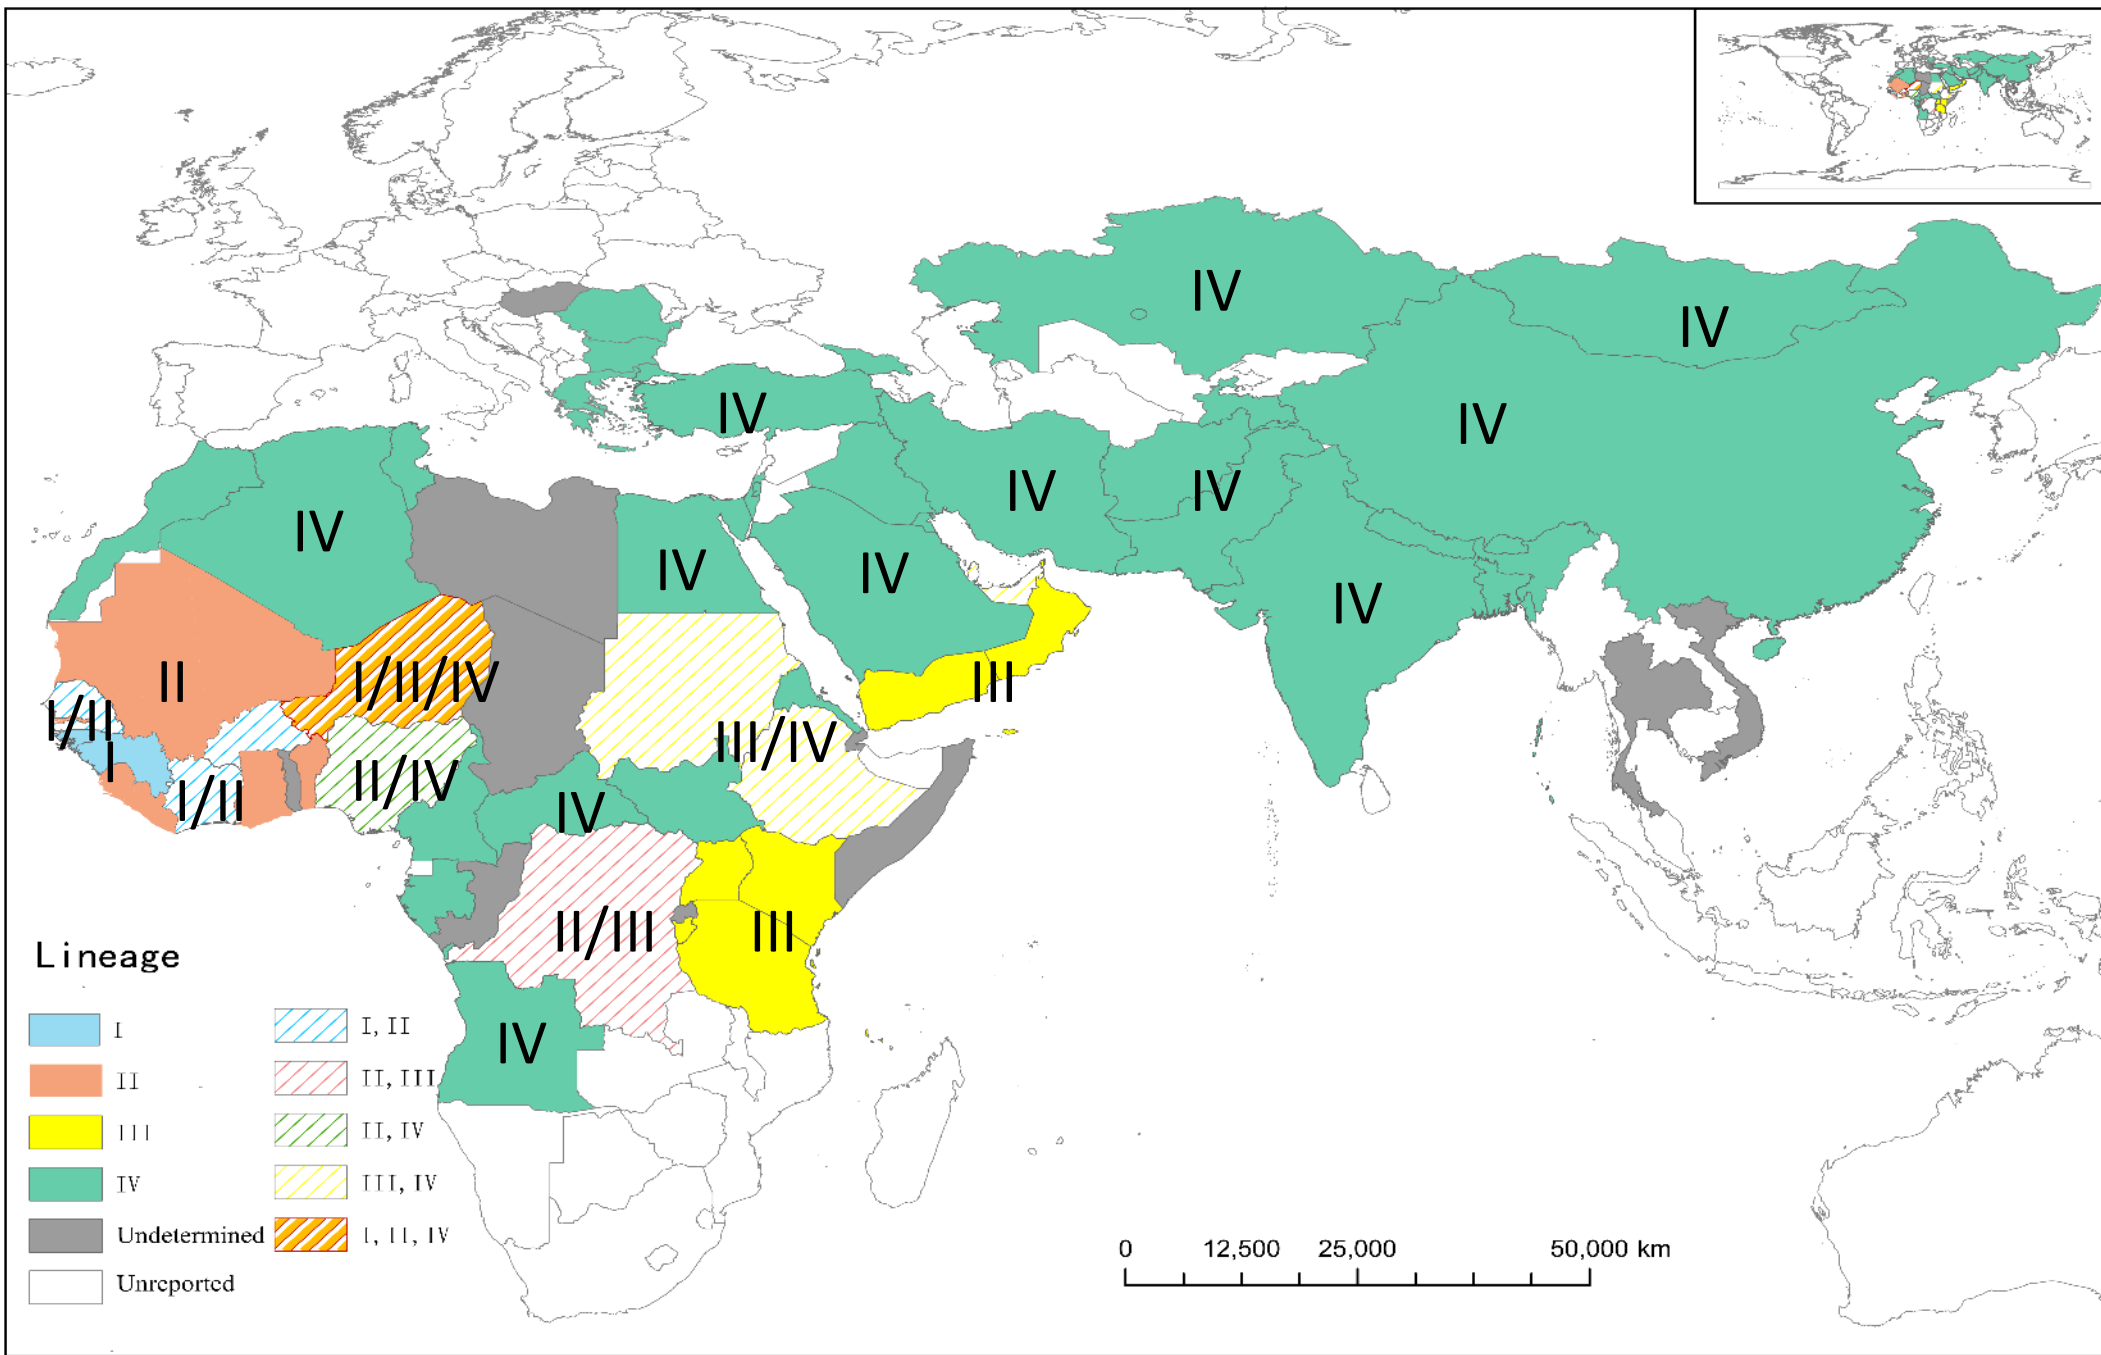 IV
IV
IV
IV
IV
IV
IV
IV
IV
IV
II
I/II/IV
III
I/II
I
III/IV
II/IV
I/II
IV
II/III
III
IV
Lineage
I
I, II
II
II, III
III
II, IV
IV
III, IV
Undetermined
I, II, IV
Unreported
0 12,500 25,000 50,000 km